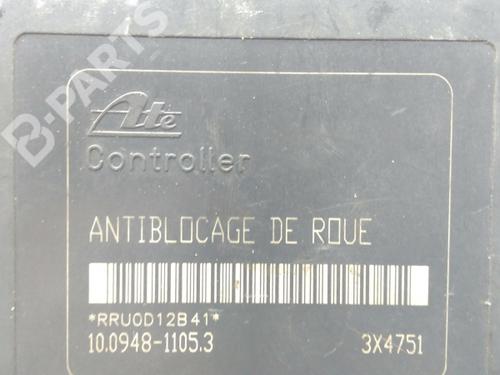 B-PARTS
Ate
Controller
ANTIBLOCAGE DE ROUE
*RRU0D12B41*
10.0948-1105.3 3X4751